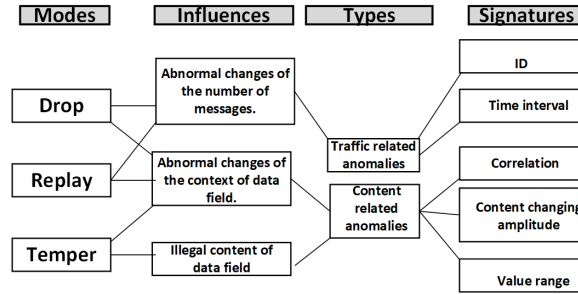 Modes
Influences
Types
Signatures
Drop
Replay
Temper
Abnormal changes of
the number of
messages.
Abnormal changes of
the context of data
field.
Illegal content of
data field
Traffic related
anomalies
Content
related
anomalies
ID
Time interval
Correlation
Content changing
amplitude
Value range